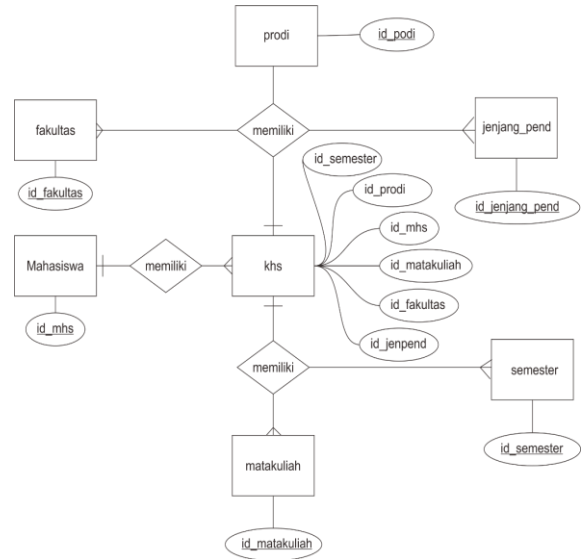 prodi
id_podi
fakultas
memiliki
jenjang_pend
id_semester
id_fakultas
id_prodi
id_jenjang_pend
id_mhs
Mahasiswa
memiliki
khs
id_matakuliah
id_fakultas
id_mhs
id_jenpend
memiliki
semester
id_semester
matakuliah
id_matakuliah